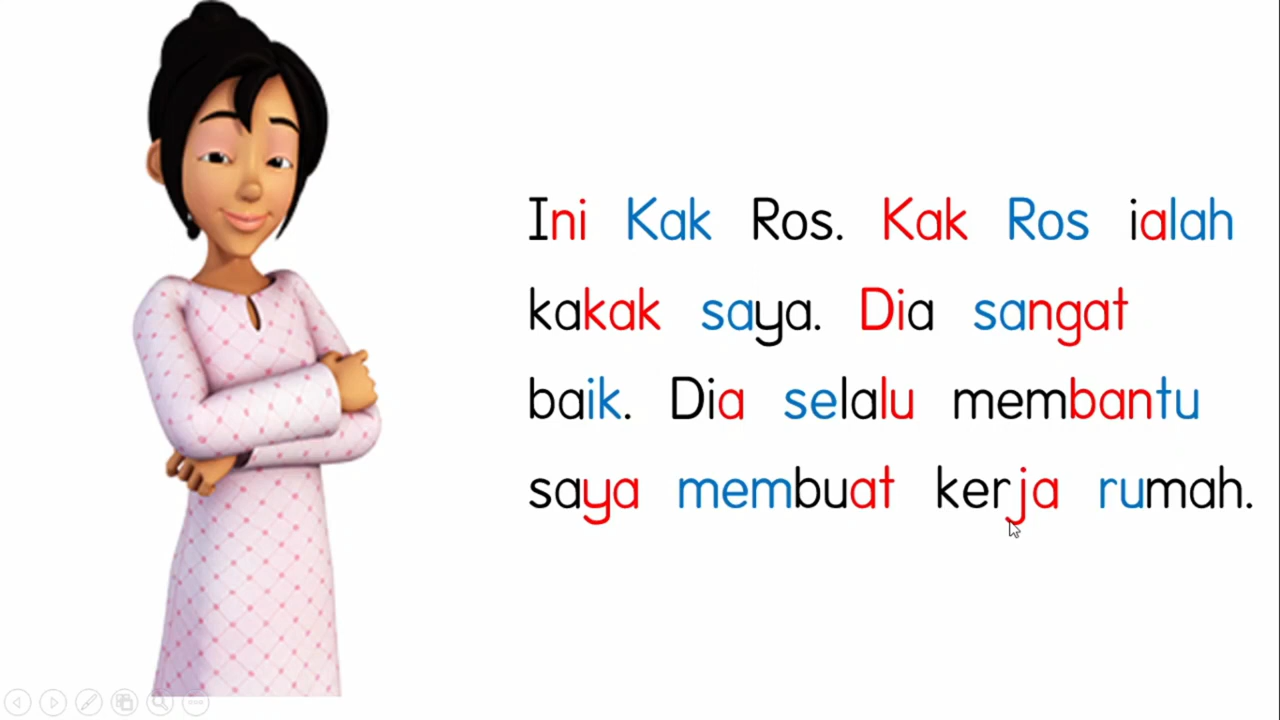 Ini Kak Ros. Kak Ros ialah
kakak saya. Dia sangat
baik. Dia selalu membantu
saya membuat kerja rumah.